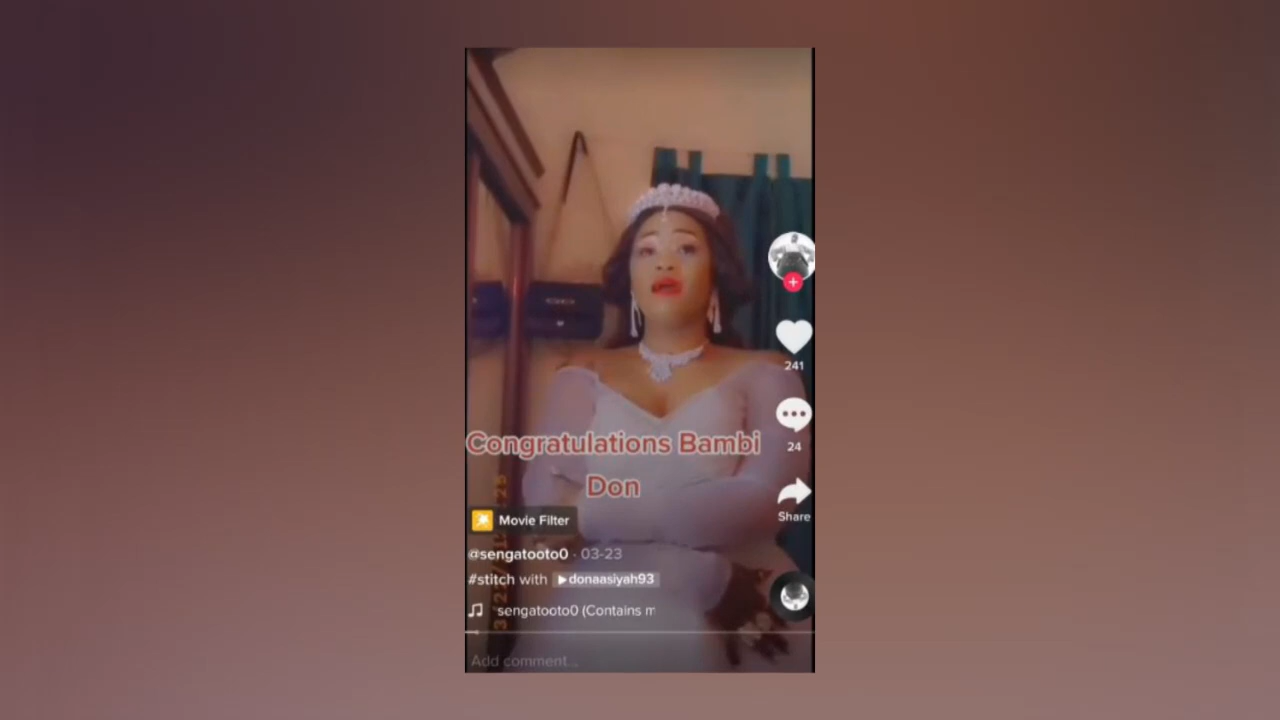 241
Congratulations Bambi
Don
24
Movie Filter
Share
@sengatooto0 · 03-23
#stitch with ▶donaasiyah93
sengatooto0 (Contains m
Add comment...